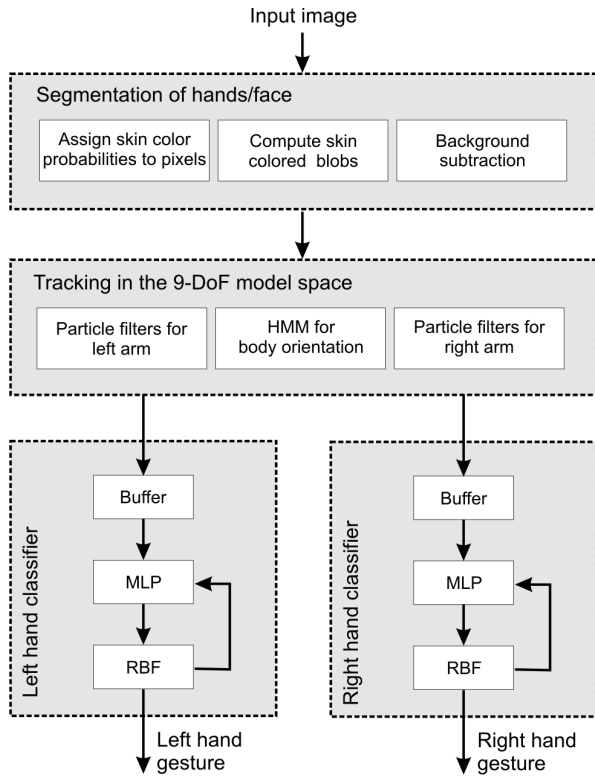 Input image
Segmentation of hands/face
Assign skin color
probabilities to pixels
Compute skin
colored blobs
Background
subtraction
Tracking in the 9-DoF model space
Particle filters for
left arm
HMM for
body orientation
Particle filters for
right arm
Left hand classifier
Buffer
MLP
RBF
Left hand
gesture
Right hand classifier
Buffer
MLP
RBF
Right hand
gesture